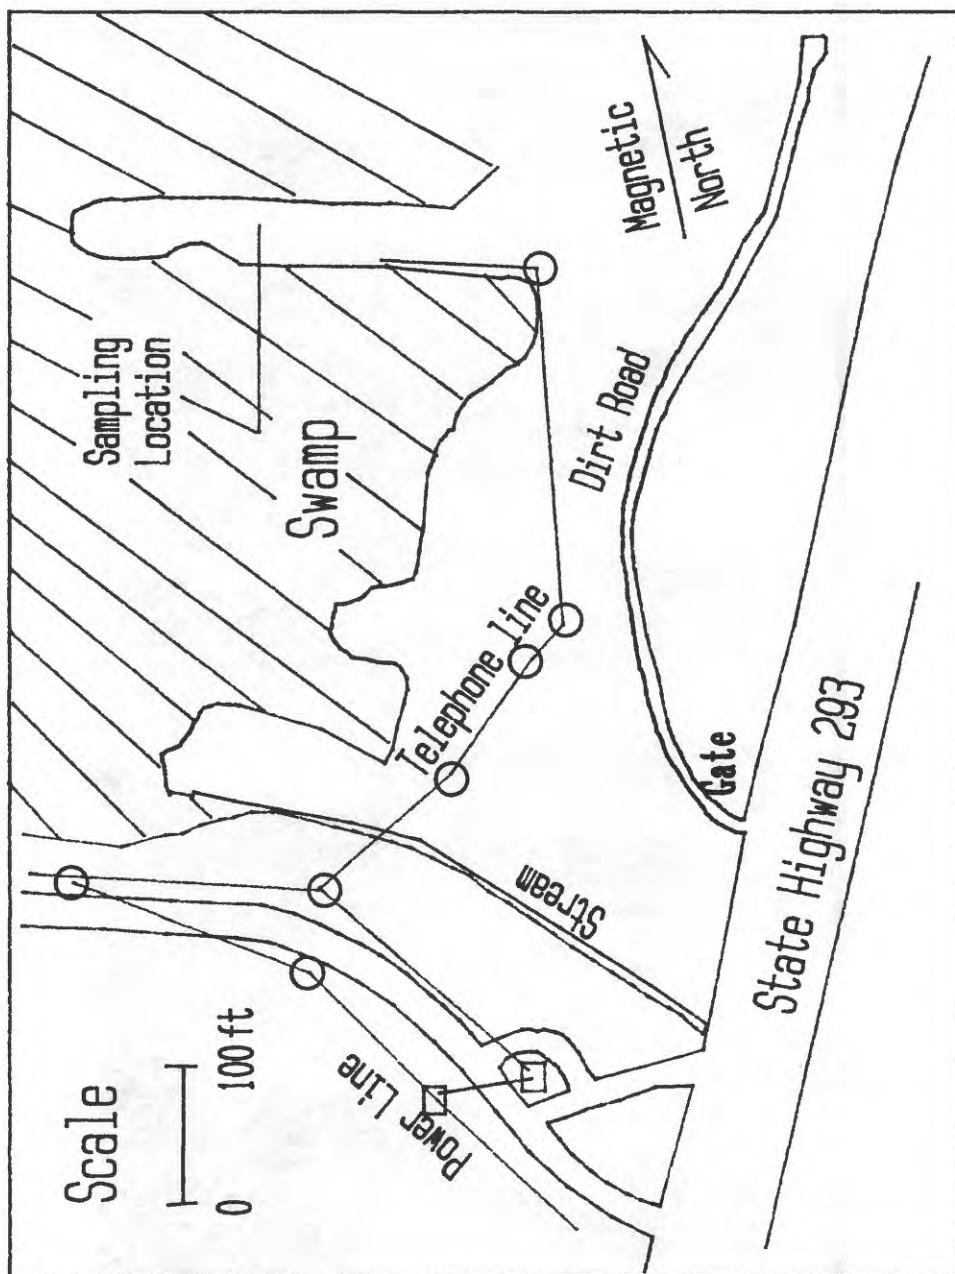 Scale
0 100 ft
Power Line
Stream
Telephone line
Swamp
Sampling
Location
Magnetic
North
Dirt Road
Gate
State Highway 293